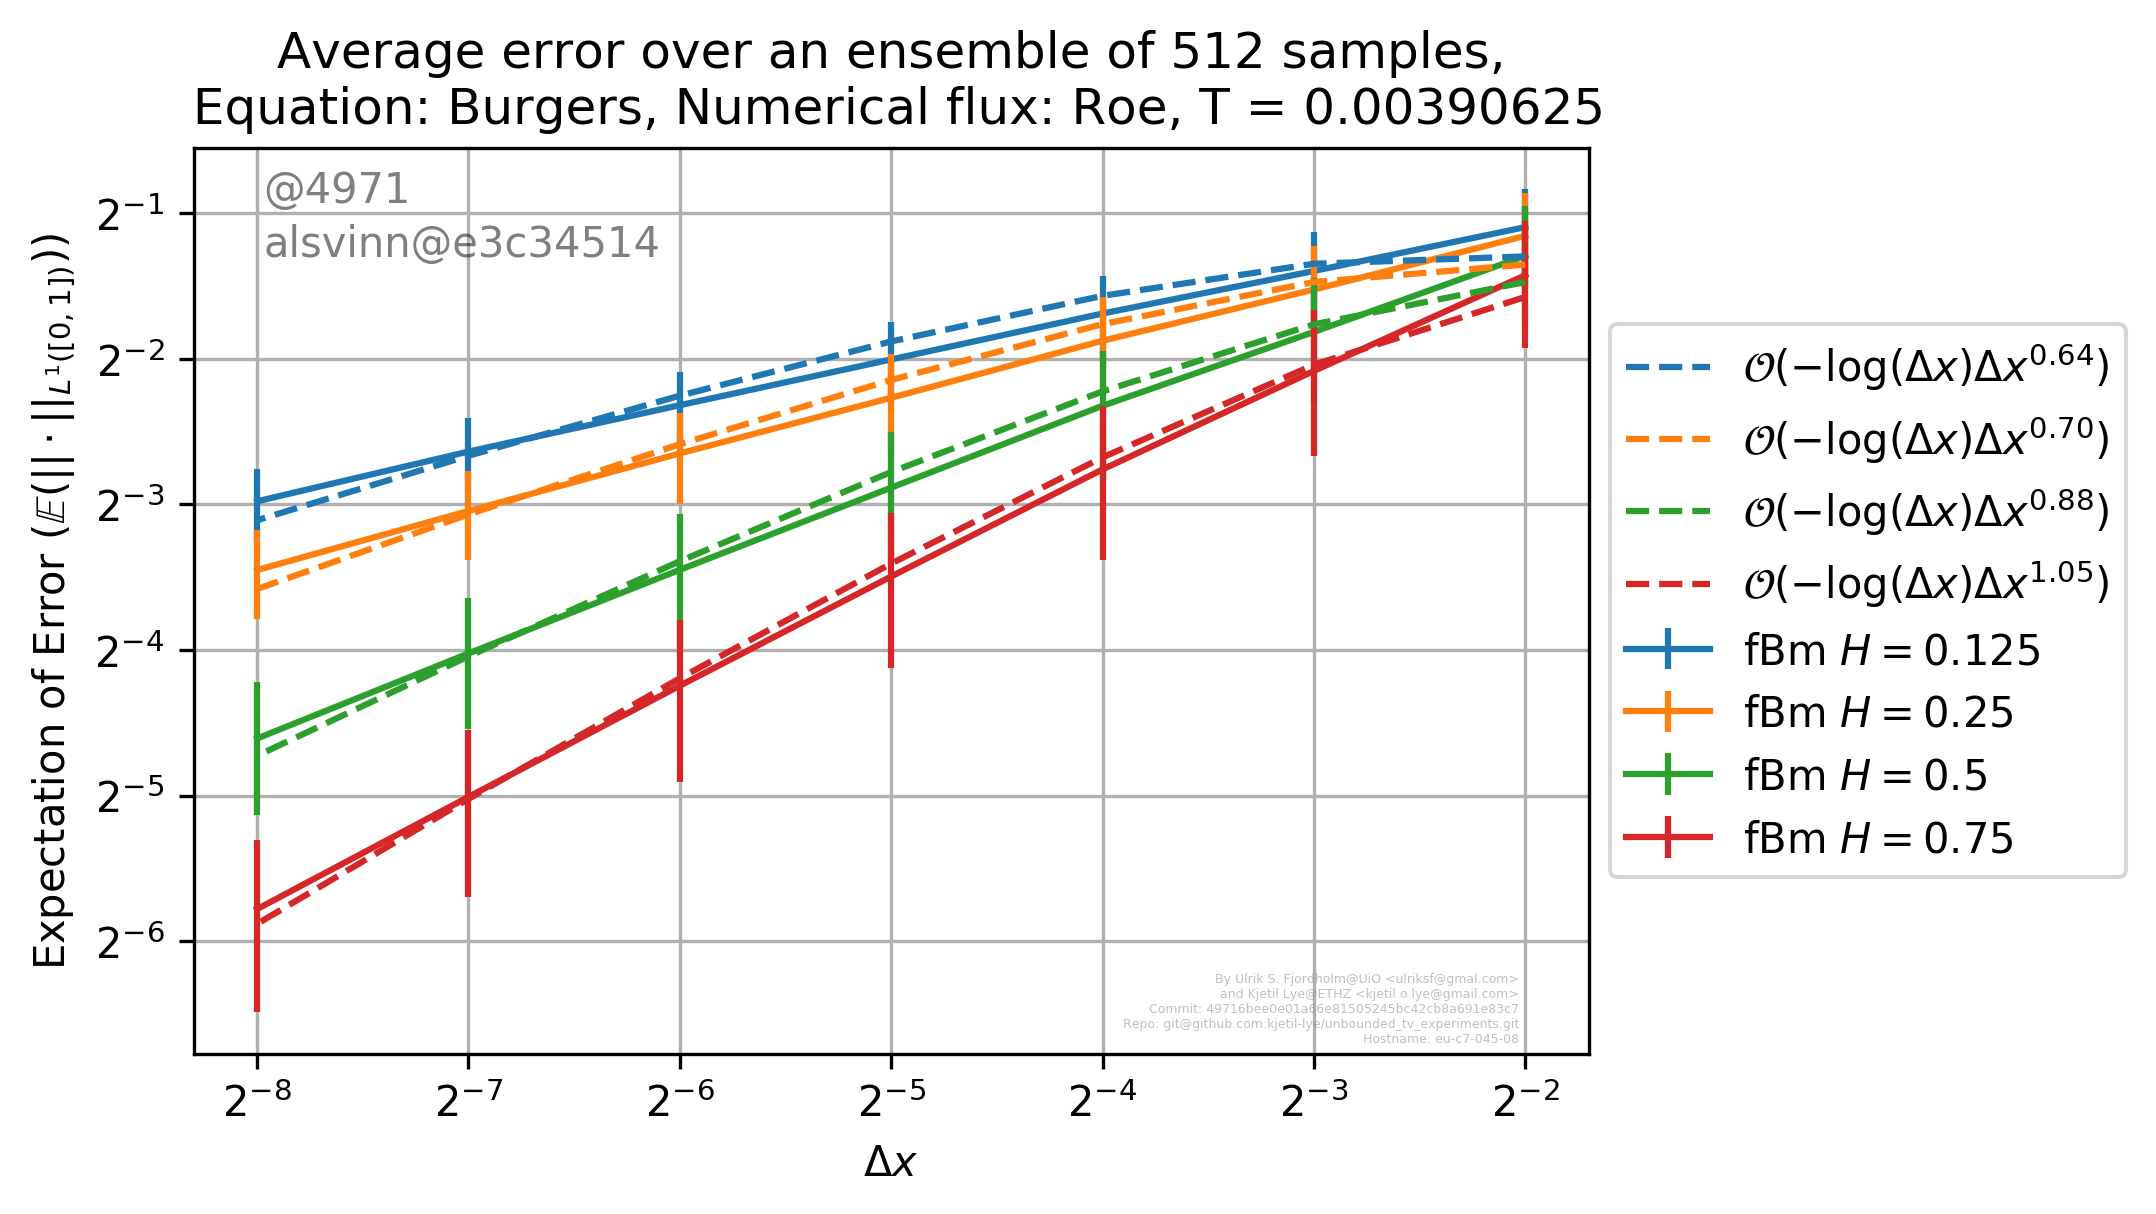 Average error over an ensemble of 512 samples,
Equation: Burgers, Numerical flux: Roe, T = 0.00390625
@4971
alsvinn@e3c34514
2⁻¹
2⁻²
2⁻³
2⁻⁴
2⁻⁵
2⁻⁶
Expectation of Error (𝔼(||·||_{L¹([0,1])}))
By Ulrik S. Fjordholm@UiO <ulriksf@gmal.com>
and Kjetil Lye@ETHZ <kjetil.o.lye@gmail.com>
Commit: 49716bee0e01a66e81505245bc42cb8a691e83c7
Repo: git@github.com:kjetil-lye/unbounded_tv_experiments.git
Hostname: eu-c7-045-08
2⁻⁸ 2⁻⁷ 2⁻⁶ 2⁻⁵ 2⁻⁴ 2⁻³ 2⁻²
Δx
𝒪(−log(Δx)Δx^{0.64})
𝒪(−log(Δx)Δx^{0.70})
𝒪(−log(Δx)Δx^{0.88})
𝒪(−log(Δx)Δx^{1.05})
fBm H = 0.125
fBm H = 0.25
fBm H = 0.5
fBm H = 0.75